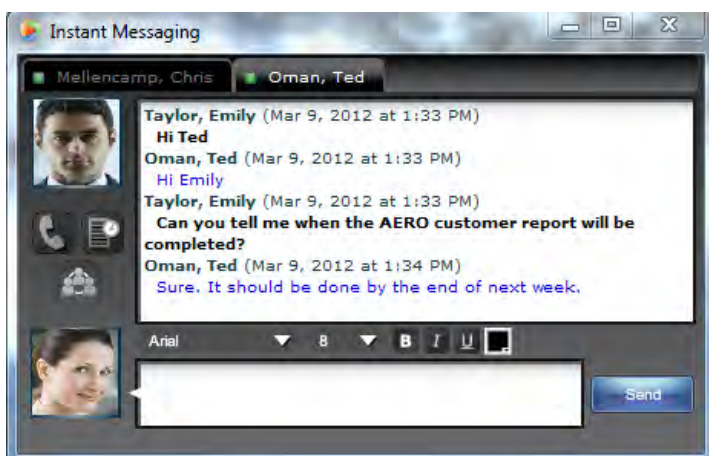 Instant Messaging
Mellencamp, Chris
Oman, Ted
Taylor, Emily (Mar 9, 2012 at 1:33 PM)
Hi Ted
Oman, Ted (Mar 9, 2012 at 1:33 PM)
Hi Emily
Taylor, Emily (Mar 9, 2012 at 1:33 PM)
Can you tell me when the AERO customer report will be
completed?
Oman, Ted (Mar 9, 2012 at 1:34 PM)
Sure. It should be done by the end of next week.
Arial 8 B I U
Send